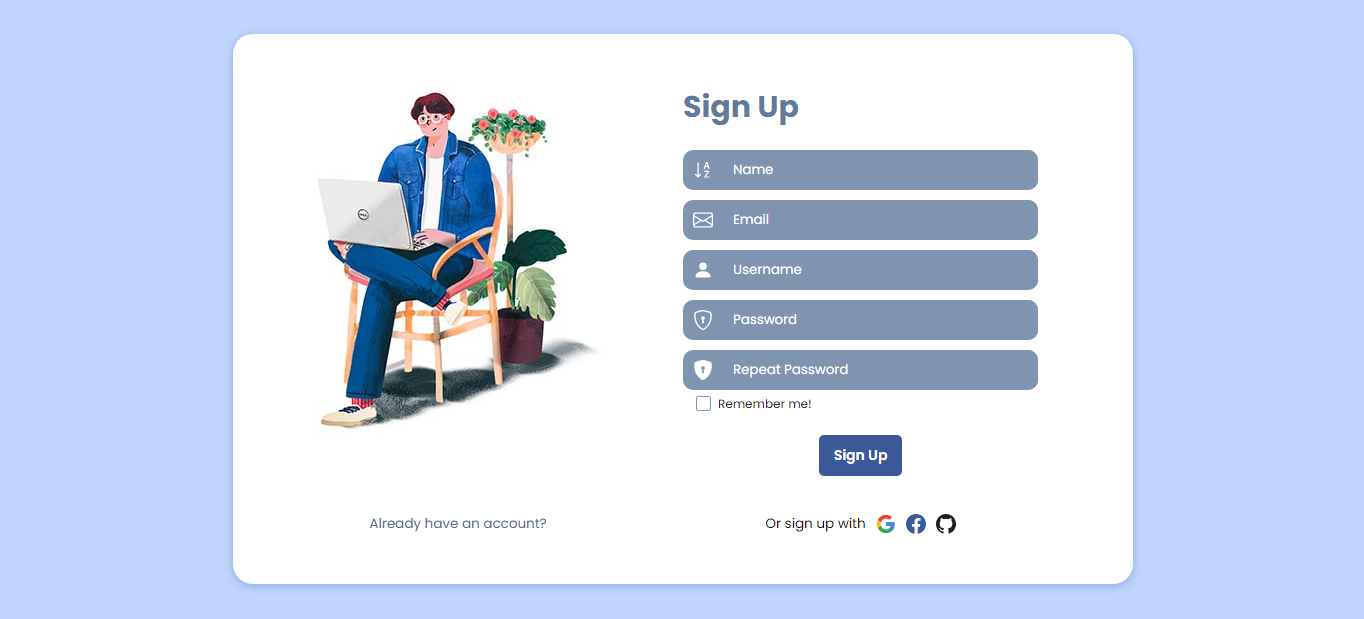 Sign Up
Name
Email
Username
Password
Repeat Password
Remember me!
Sign Up
Already have an account?
Or sign up with